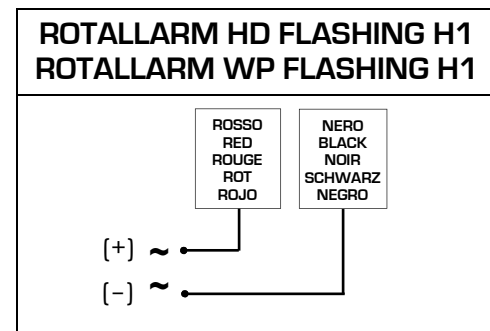 ROTALLARM HD FLASHING H1
ROTALLARM WP FLASHING H1
ROSSO
RED
ROUGE
ROT
ROJO
NERO
BLACK
NOIR
SCHWARZ
NEGRO
(+) ~
(-) ~